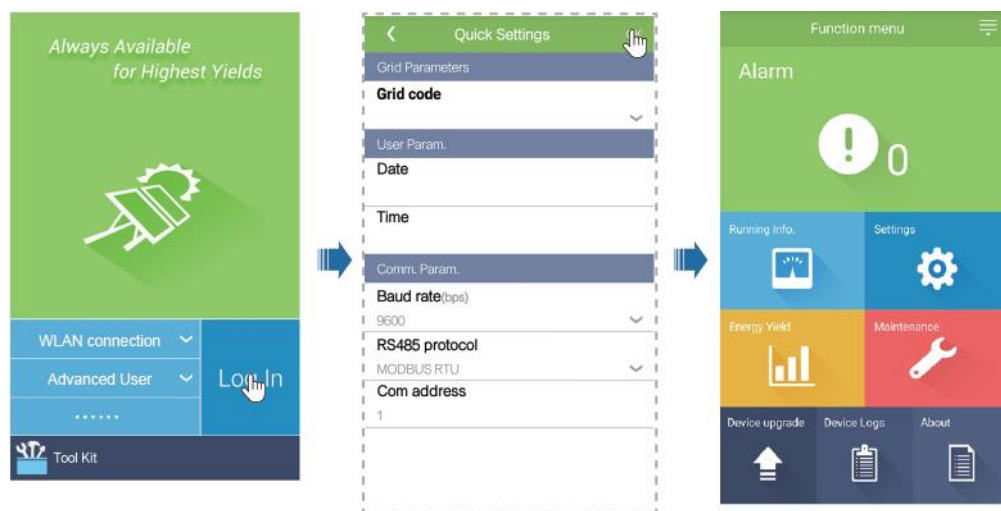 Always Available
for Highest Yields
WLAN connection
Advanced User
Log In
Tool Kit
Quick Settings
Grid Parameters
Grid code
User Param.
Date
Time
Comm. Param.
Baud rate(bps)
9600
RS485 protocol
MODBUS RTU
Com address
1
Function menu
Alarm
0
Running Info.
Settings
Energy Yield
Maintenance
Device upgrade
Device Logs
About